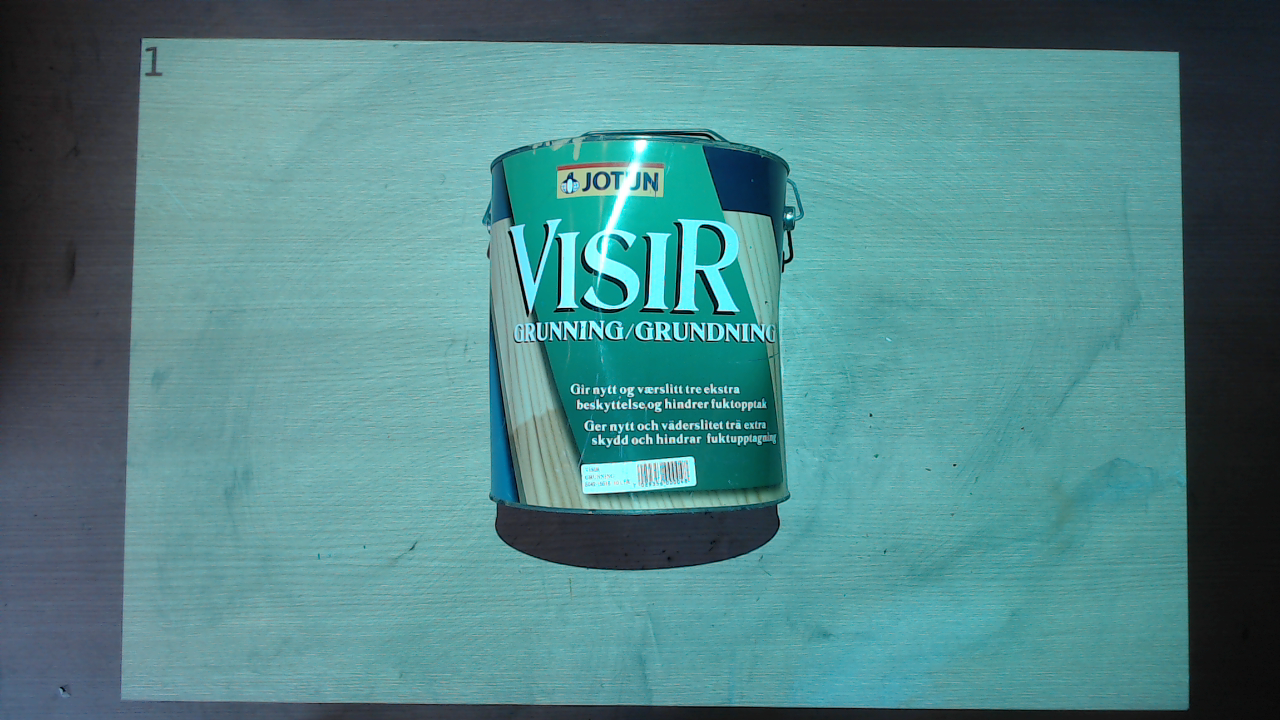 1
JOTUN
VISIR
GRUNNING/GRUNDNING
Gir nytt og værslitt tre ekstra
beskyttelse,og hindrer fuktopptak
Ger nytt och väderslitet trä extra
skydd och hindrar fuktupptagning